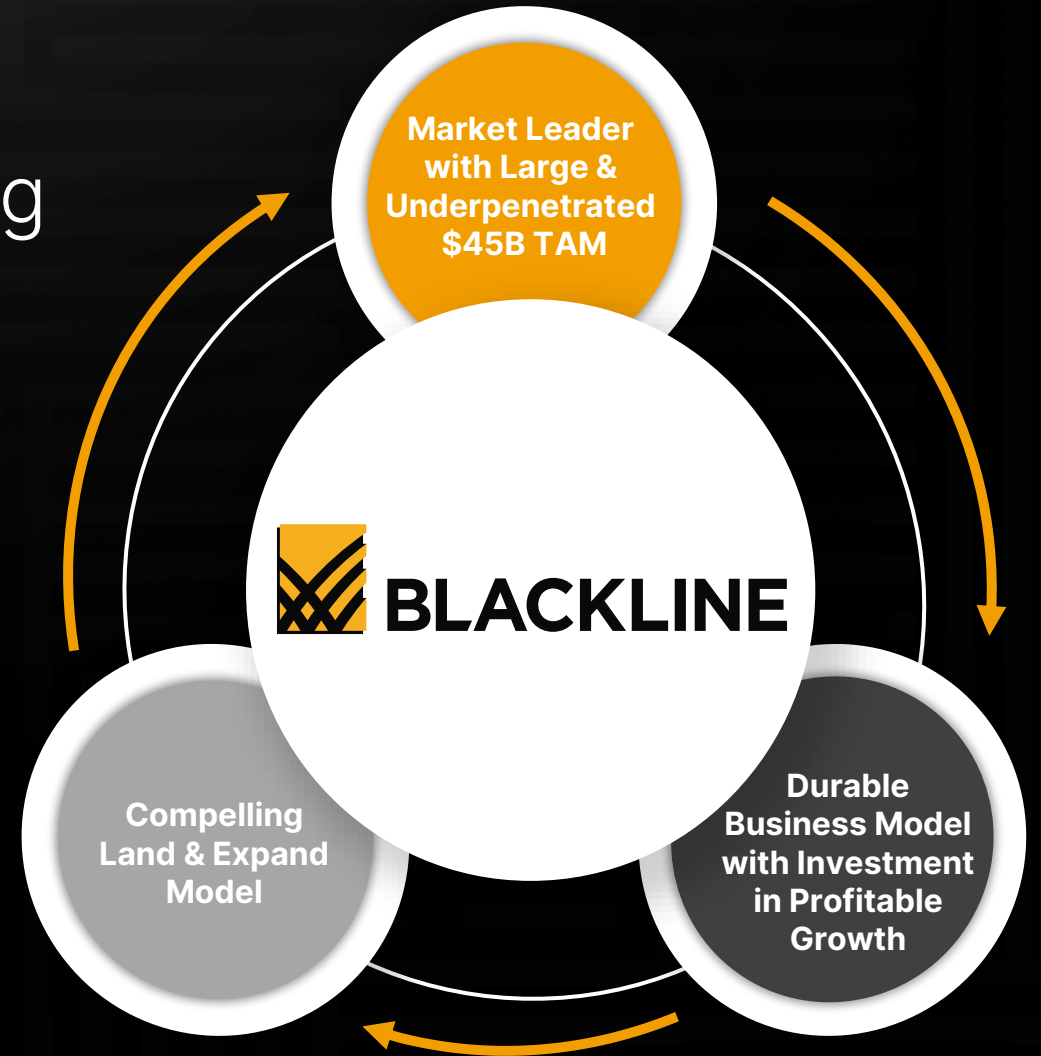 Market Leader
with Large &
Underpenetrated
$45B TAM
g
BLACKLINE
Compelling
Land & Expand
Model
Durable
Business Model
with Investment
in Profitable
Growth